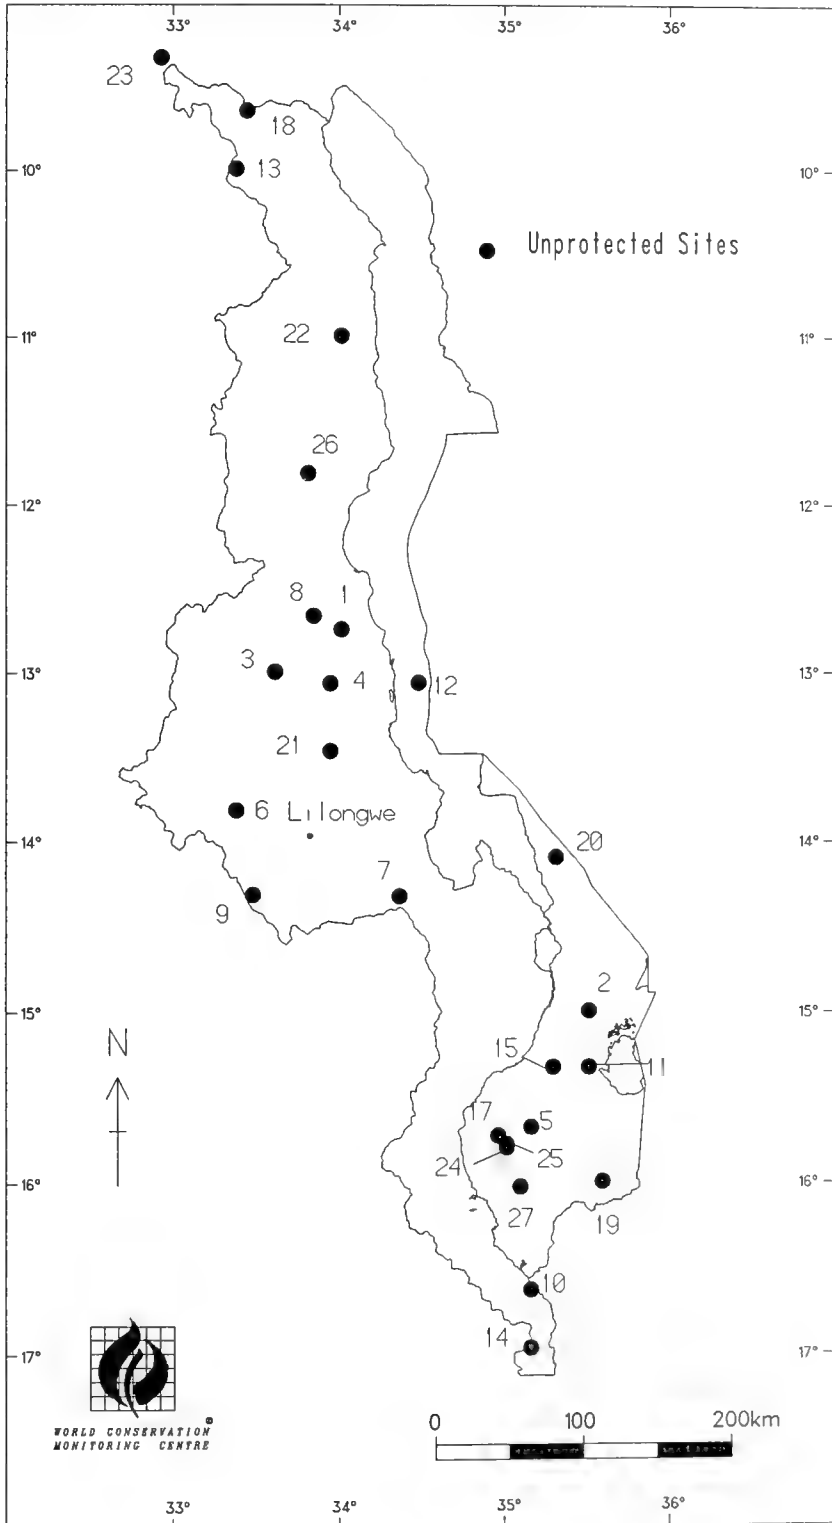 33° 34° 35° 36°
23
18
10° 13 10°
Unprotected Sites
11° 22 11°
26
12° 12°
8 1
13° 3 4 12 13°
21
6 Lilongwe
14° 20 14°
7
9
2
15° 15°
N 15 11
17 5
24 25
16° 16°
27 19
10
14
17° 17°
WORLD CONSERVATION ©
MONITORING CENTRE
0 100 200km
33° 34° 35° 36°